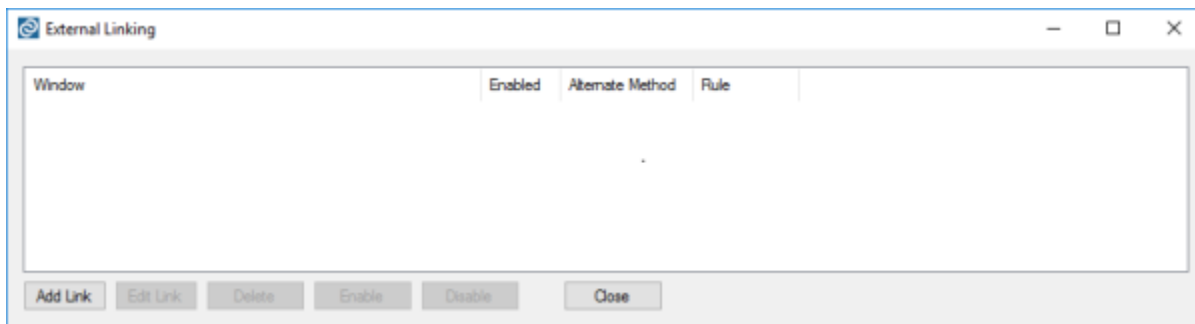 External Linking
Window Enabled Alternate Method Rule
Add Link Edit Link Delete Enable Disable Close